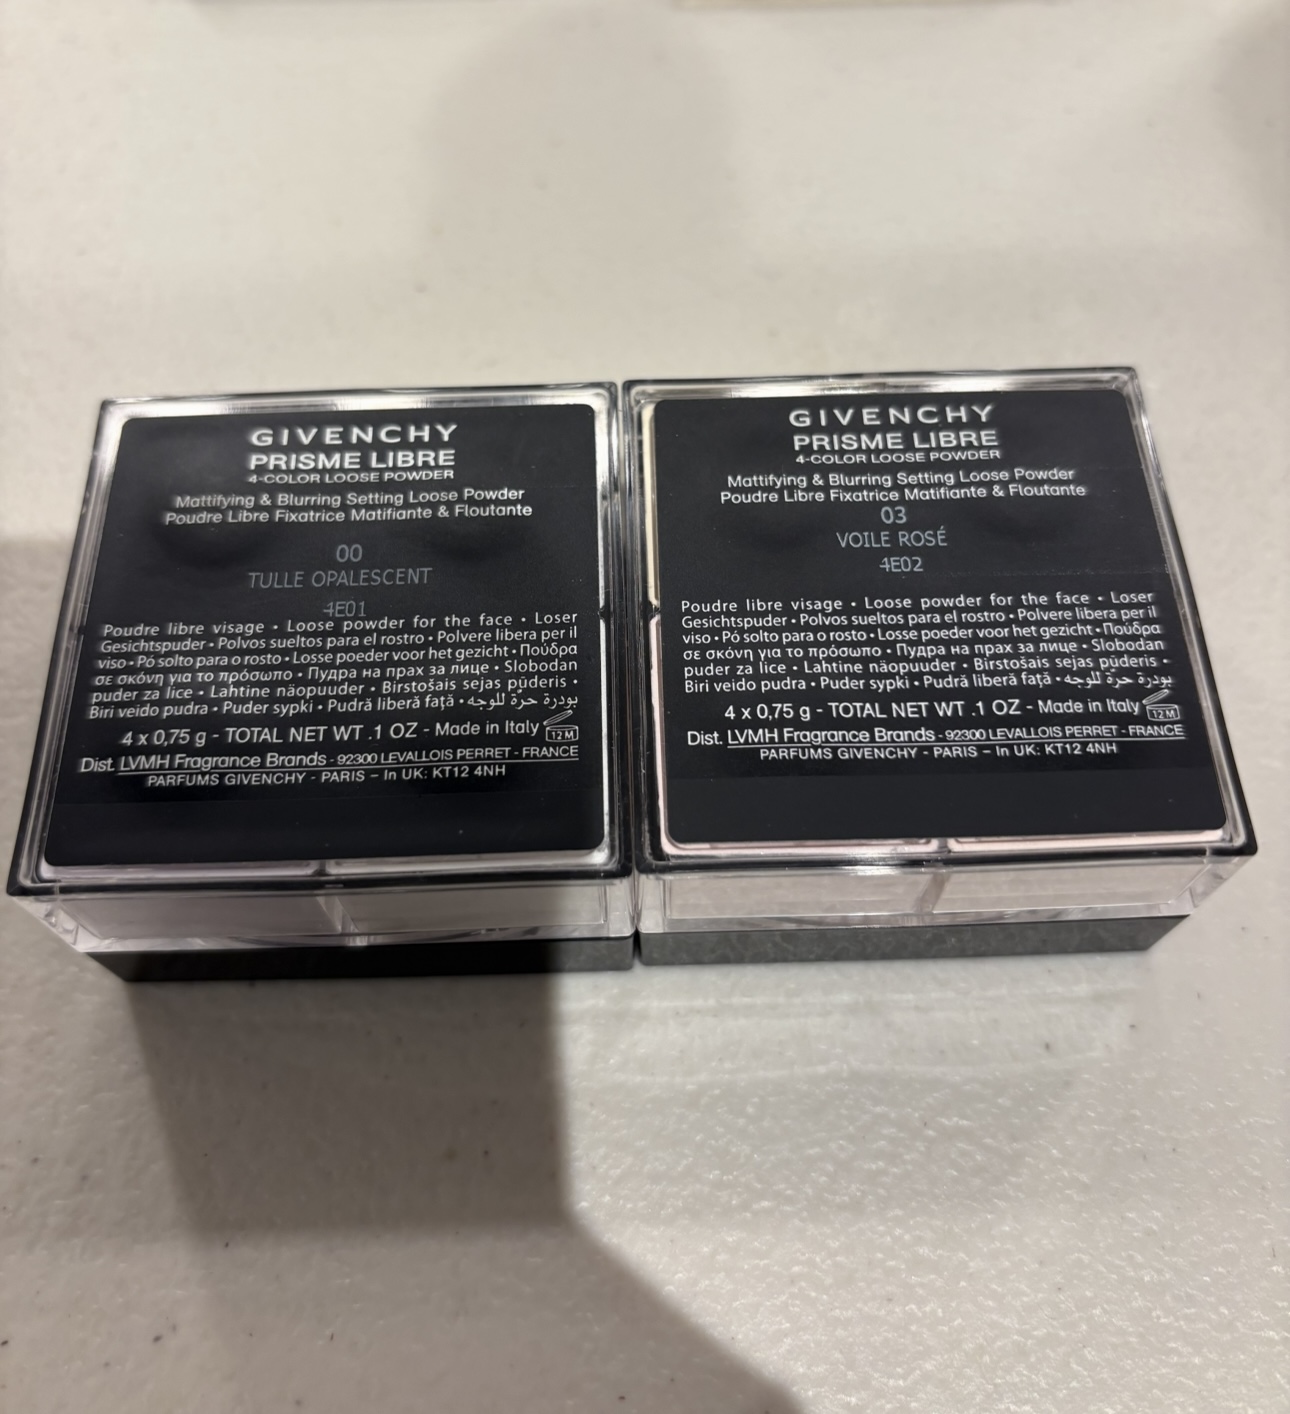 GIVENCHY
PRISME LIBRE
4-COLOR LOOSE POWDER
Mattifying & Blurring Setting Loose Powder
Poudre Libre Fixatrice Matifiante & Floutante
00
TULLE OPALESCENT
4E01
Poudre libre visage • Loose powder for the face • Loser
Gesichtspuder • Polvos sueltos para el rostro • Polvere libera per il
viso • Pó solto para o rosto • Losse poeder voor het gezicht • Πούδρα
σε σκόνη για το πρόσωπο • Пудра на прах за лице • Slobodan
puder za lice • Lahtine näopuuder • Birstošais sejas pūderis •
Biri veido pudra • Puder sypki • Pudră liberă față • بودرة حرّة للوجه
4 x 0,75 g - TOTAL NET WT .1 OZ - Made in Italy 12 M
Dist. LVMH Fragrance Brands - 92300 LEVALLOIS PERRET - FRANCE
PARFUMS GIVENCHY - PARIS – In UK: KT12 4NH
GIVENCHY
PRISME LIBRE
4-COLOR LOOSE POWDER
Mattifying & Blurring Setting Loose Powder
Poudre Libre Fixatrice Matifiante & Floutante
03
VOILE ROSÉ
4E02
Poudre libre visage • Loose powder for the face • Loser
Gesichtspuder • Polvos sueltos para el rostro • Polvere libera per il
viso • Pó solto para o rosto • Losse poeder voor het gezicht • Πούδρα
σε σκόνη για το πρόσωπο • Пудра на прах за лице • Slobodan
puder za lice • Lahtine näopuuder • Birstošais sejas pūderis •
Biri veido pudra • Puder sypki • Pudră liberă față • بودرة حرّة للوجه
4 x 0,75 g - TOTAL NET WT .1 OZ - Made in Italy 12 M
Dist. LVMH Fragrance Brands - 92300 LEVALLOIS PERRET - FRANCE
PARFUMS GIVENCHY - PARIS – In UK: KT12 4NH